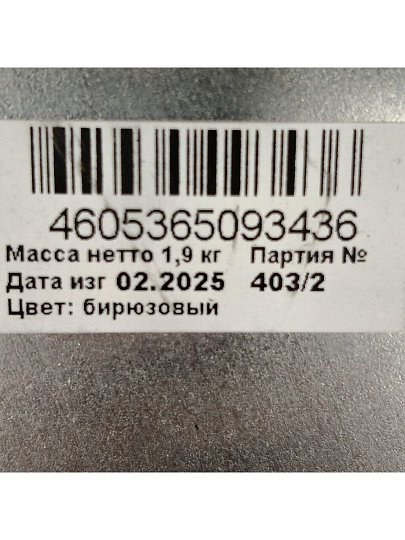 4605365093436
Масса нетто 1,9 кг Партия №
Дата изг 02.2025 403/2
Цвет: бирюзовый